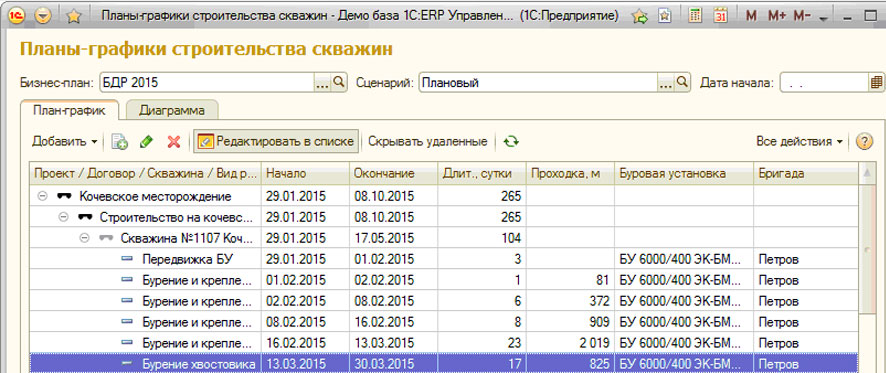 Планы-графики строительства скважин - Демо база 1С:ERP Управлен... (1С:Предприятие) M M+ M-
Планы-графики строительства скважин
Бизнес-план: БДР 2015 ... Сценарий: Плановый ... Дата начала: . .
План-график Диаграмма
Добавить Редактировать в списке Скрывать удаленные Все действия
Проект / Договор / Скважина / Вид р... Начало Окончание Длит., сутки Проходка, м Буровая установка Бригада
Кочевское месторождение 29.01.2015 08.10.2015 265
Строительство на кочевс... 29.01.2015 08.10.2015 265
Скважина №1107 Коч... 29.01.2015 17.05.2015 104
Передвижка БУ 29.01.2015 01.02.2015 3 БУ 6000/400 ЭК-БМ... Петров
Бурение и крепле... 01.02.2015 02.02.2015 1 81 БУ 6000/400 ЭК-БМ... Петров
Бурение и крепле... 02.02.2015 08.02.2015 6 372 БУ 6000/400 ЭК-БМ... Петров
Бурение и крепле... 08.02.2015 16.02.2015 8 909 БУ 6000/400 ЭК-БМ... Петров
Бурение и крепле... 16.02.2015 13.03.2015 23 2 019 БУ 6000/400 ЭК-БМ... Петров
Бурение хвостовика 13.03.2015 30.03.2015 17 825 БУ 6000/400 ЭК-БМ... Петров